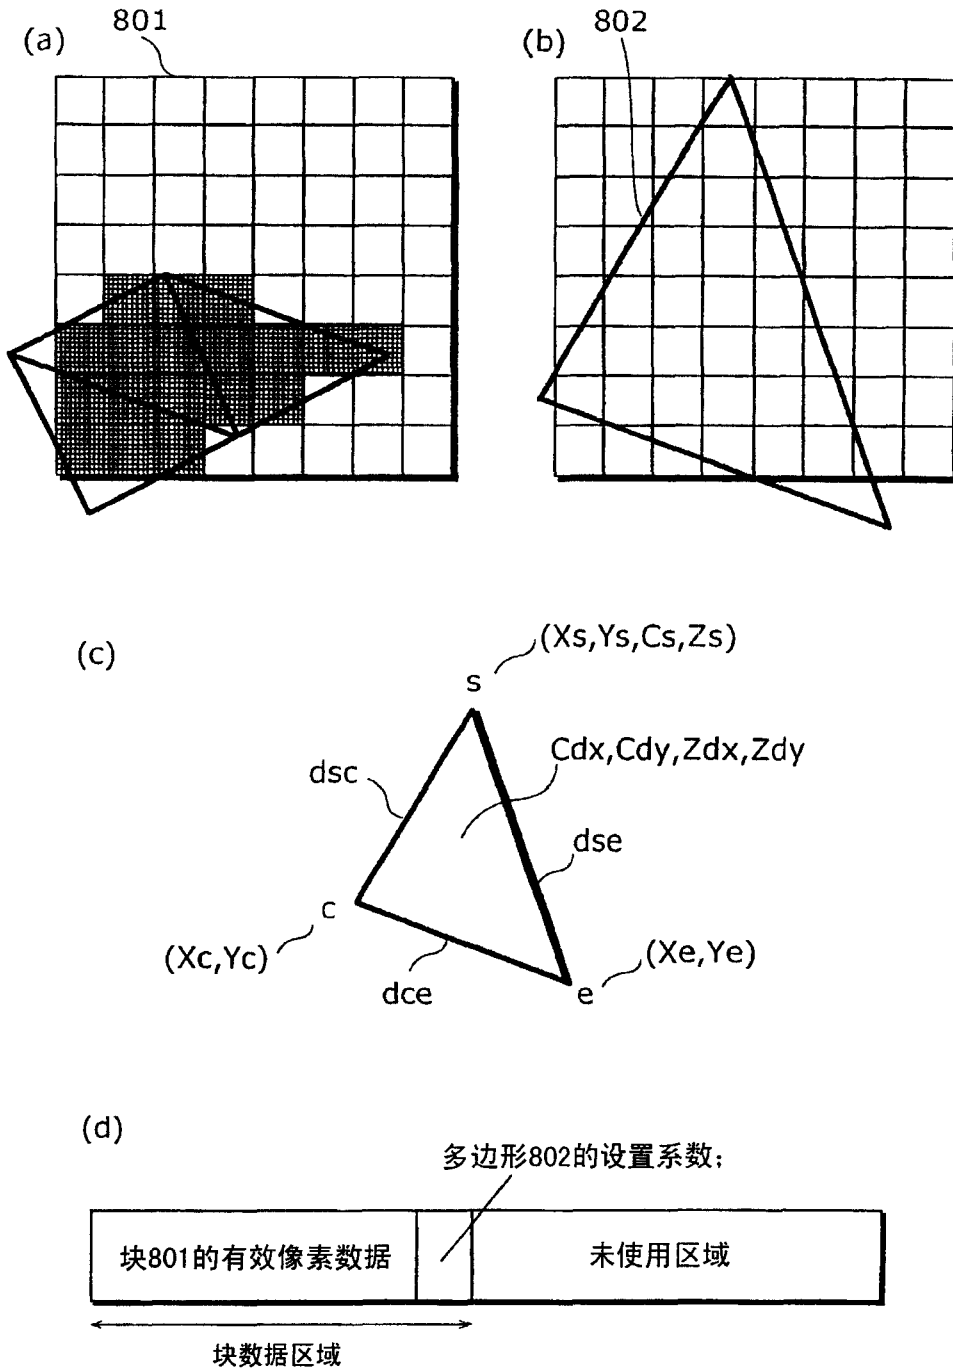 (a)
801
(b)
802
(c)
(Xs,Ys,Cs,Zs)
s
Cdx,Cdy,Zdx,Zdy
dsc
dse
c
(Xc,Yc)
(Xe,Ye)
dce
e
(d)
多边形802的设置系数;
块801的有效像素数据
未使用区域
块数据区域